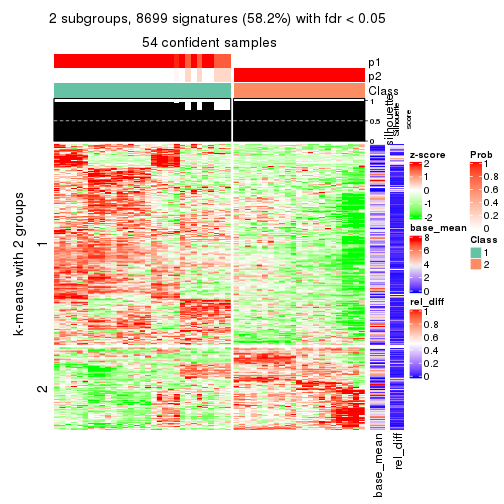 2 subgroups, 8699 signatures (58.2%) with fdr < 0.05
54 confident samples
p1
p2
Class
silhouette
Silhouette
score
1
0.5
0
k-means with 2 groups
1
2
base_mean
rel_diff
z-score
2
1
0
-1
-2
base_mean
8
6
4
2
0
rel_diff
1
0.8
0.6
0.4
0.2
0
Prob
1
0.8
0.6
0.4
0.2
0
Class
1
2